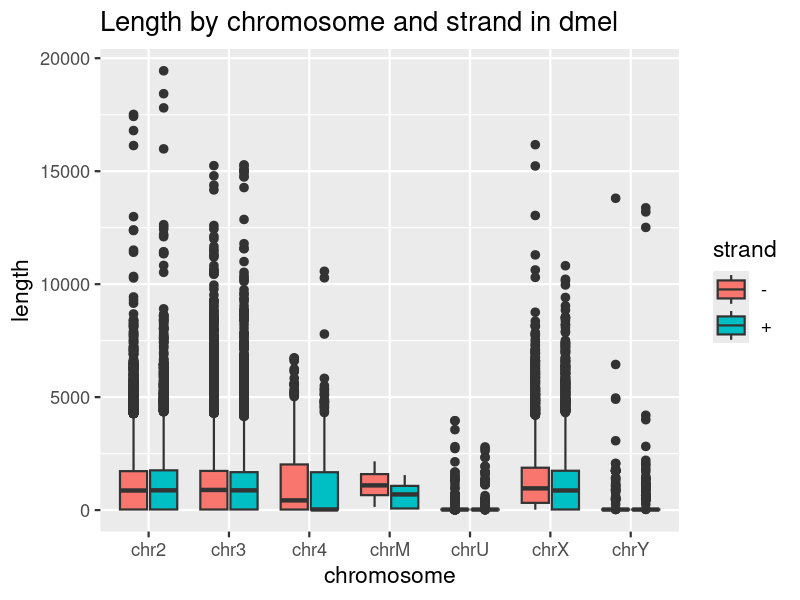 Length by chromosome and strand in dmel
20000
15000
10000
5000
0
length
chr2 chr3 chr4 chrM chrU chrX chrY
chromosome
strand
-
+